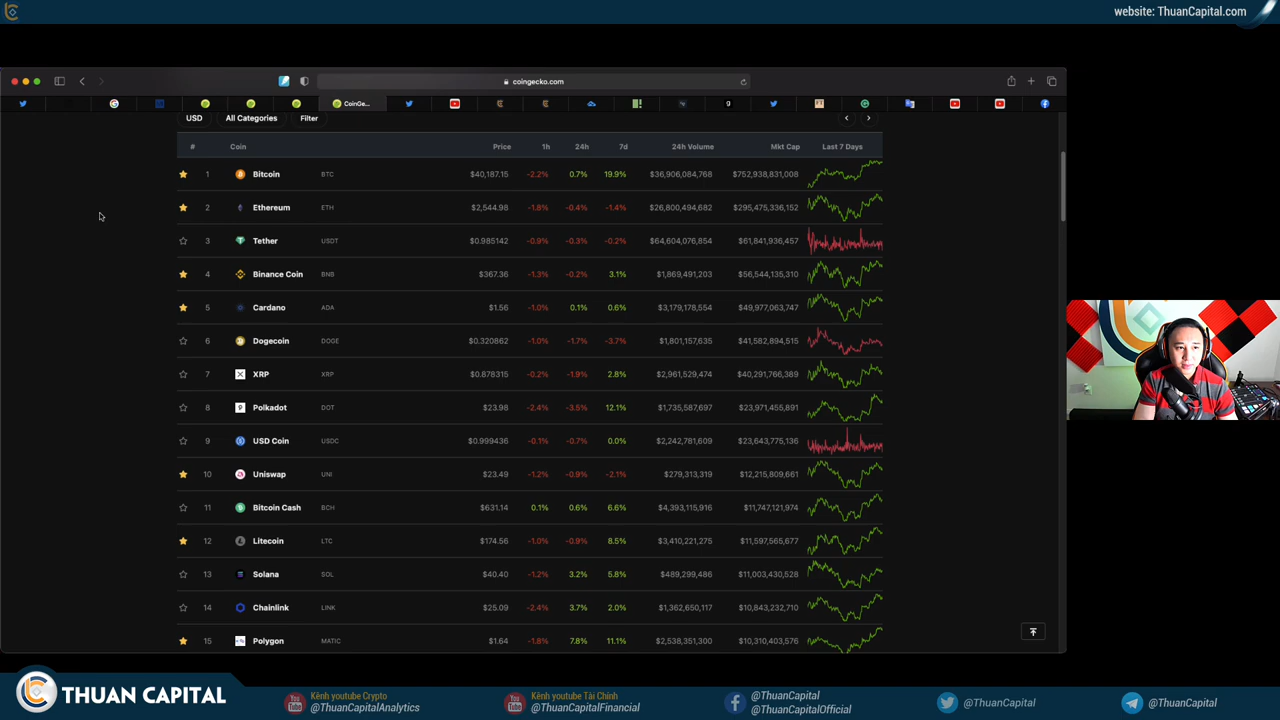 website: ThuanCapital.com
coingecko.com
CoinGe...
USD All Categories Filter
# Coin Price 1h 24h 7d 24h Volume Mkt Cap Last 7 Days
1 Bitcoin BTC $40,187.15 -2.2% 0.7% 19.9% $36,906,084,768 $752,938,831,008
2 Ethereum ETH $2,544.98 -1.8% -0.4% -1.4% $26,800,494,682 $295,475,336,152
3 Tether USDT $0.985142 -0.9% -0.3% -0.2% $64,604,076,854 $61,841,936,457
4 Binance Coin BNB $367.36 -1.3% -0.2% 3.1% $1,869,491,203 $56,544,135,310
5 Cardano ADA $1.56 -1.0% 0.1% 0.6% $3,179,178,554 $49,977,063,747
6 Dogecoin DOGE $0.320862 -1.0% -1.7% -3.7% $1,801,157,635 $41,582,894,515
7 XRP XRP $0.878315 -0.2% -1.9% 2.8% $2,961,529,474 $40,291,766,389
8 Polkadot DOT $23.98 -2.4% -3.5% 12.1% $1,735,587,697 $23,971,455,891
9 USD Coin USDC $0.999436 -0.1% -0.7% 0.0% $2,242,781,609 $23,643,775,136
10 Uniswap UNI $23.49 -1.2% -0.9% -2.1% $279,313,319 $12,215,809,661
11 Bitcoin Cash BCH $631.14 0.1% 0.6% 6.6% $4,393,115,916 $11,747,121,974
12 Litecoin LTC $174.56 -1.0% -0.9% 8.5% $3,410,221,275 $11,597,565,677
13 Solana SOL $40.40 -1.2% 3.2% 5.8% $489,299,486 $11,003,430,528
14 Chainlink LINK $25.09 -2.4% 3.7% 2.0% $1,362,650,117 $10,843,232,710
15 Polygon MATIC $1.64 -1.8% 7.8% 11.1% $2,538,351,300 $10,310,403,576
THUAN CAPITAL
Kênh youtube Crypto
@ThuanCapitalAnalytics
Kênh youtube Tài Chính
@ThuanCapitalFinancial
@ThuanCapital
@ThuanCapitalOfficial
@ThuanCapital
@ThuanCapital